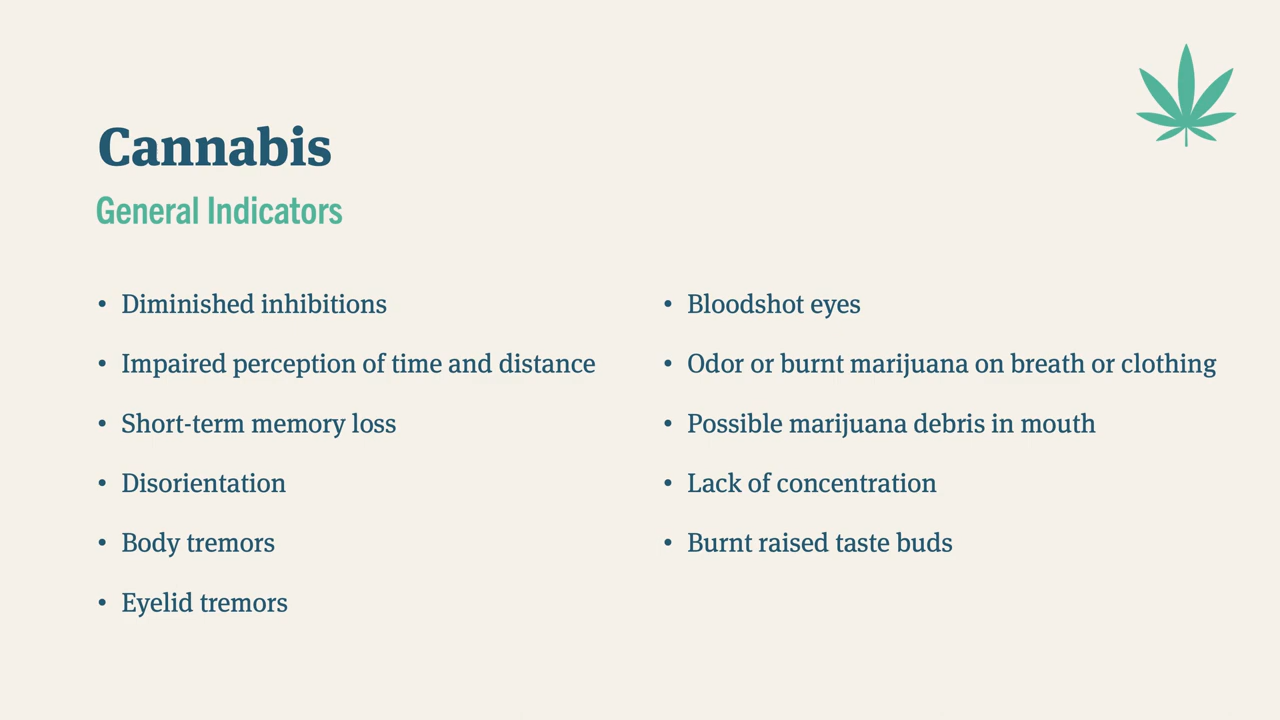 Cannabis
General Indicators
• Diminished inhibitions
• Impaired perception of time and distance
• Short-term memory loss
• Disorientation
• Body tremors
• Eyelid tremors
• Bloodshot eyes
• Odor or burnt marijuana on breath or clothing
• Possible marijuana debris in mouth
• Lack of concentration
• Burnt raised taste buds